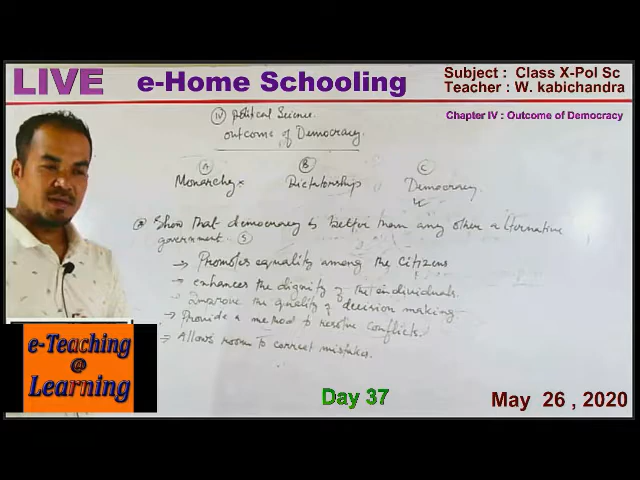 LIVE
e-Home Schooling
Subject : Class X-Pol Sc
Teacher : W. kabichandra
Chapter IV : Outcome of Democracy
IV Political Science.
outcome of Democracy.
A B C
Monarchy x Dictatorship Democracy
Show that democracy is better than any other alternative
government. 5
→ Promotes equality among the Citizens
→ enhances the dignity of the individuals.
→ Improve the quality of decision making
→ Provide a method to resolve conflicts.
→ Allows room to correct mistakes.
e-Teaching
@
Learning
Day 37
May 26 , 2020